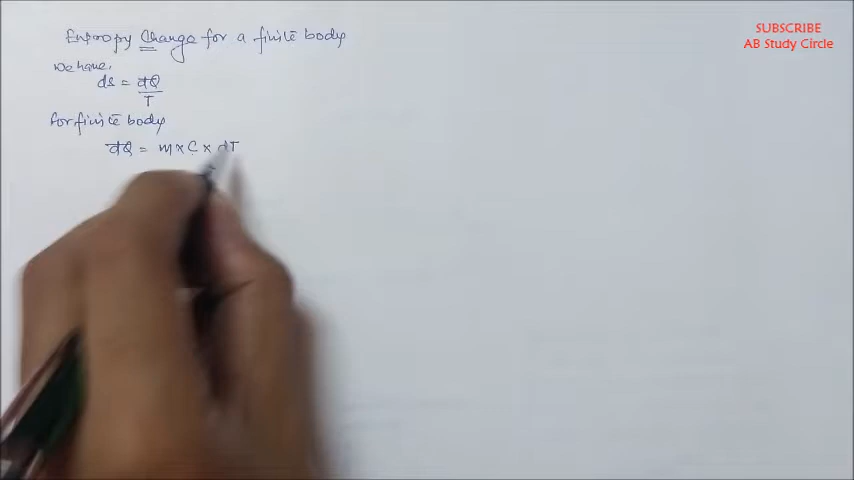 Entropy Change for a finite body
SUBSCRIBE
AB Study Circle
we have,
ds = đQ
T
for finite body
đQ = m × C × dT